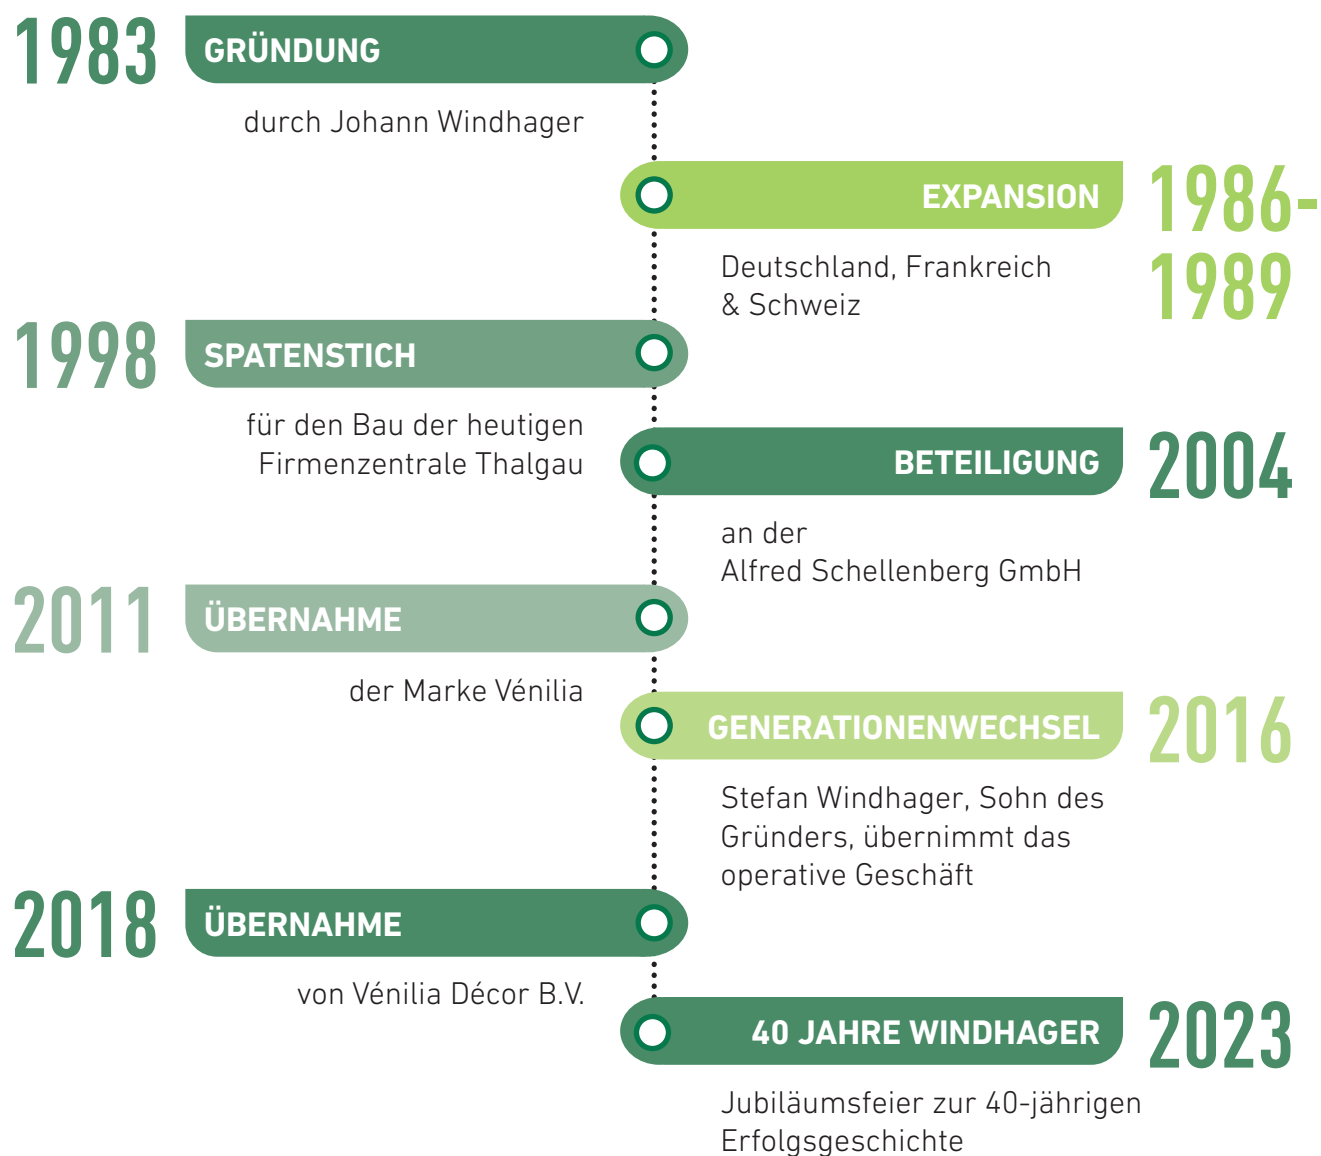 1983
GRÜNDUNG
durch Johann Windhager
EXPANSION
1986-
1989
Deutschland, Frankreich
& Schweiz
1998
SPATENSTICH
für den Bau der heutigen
Firmenzentrale Thalgau
BETEILIGUNG
2004
an der
Alfred Schellenberg GmbH
2011
ÜBERNAHME
der Marke Vénilia
GENERATIONENWECHSEL
2016
Stefan Windhager, Sohn des
Gründers, übernimmt das
operative Geschäft
2018
ÜBERNAHME
von Vénilia Décor B.V.
40 JAHRE WINDHAGER
2023
Jubiläumsfeier zur 40-jährigen
Erfolgsgeschichte